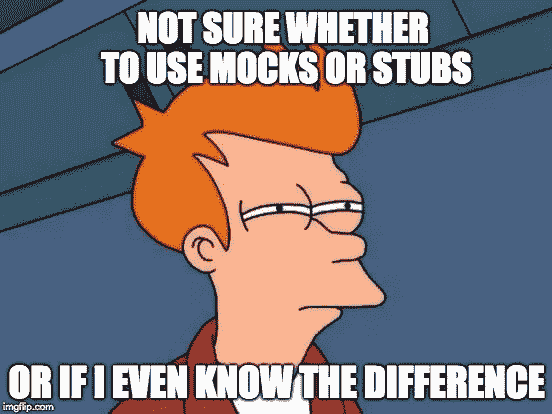 NOT SURE WHETHER
TO USE MOCKS OR STUBS
OR IF I EVEN KNOW THE DIFFERENCE
imgflip.com